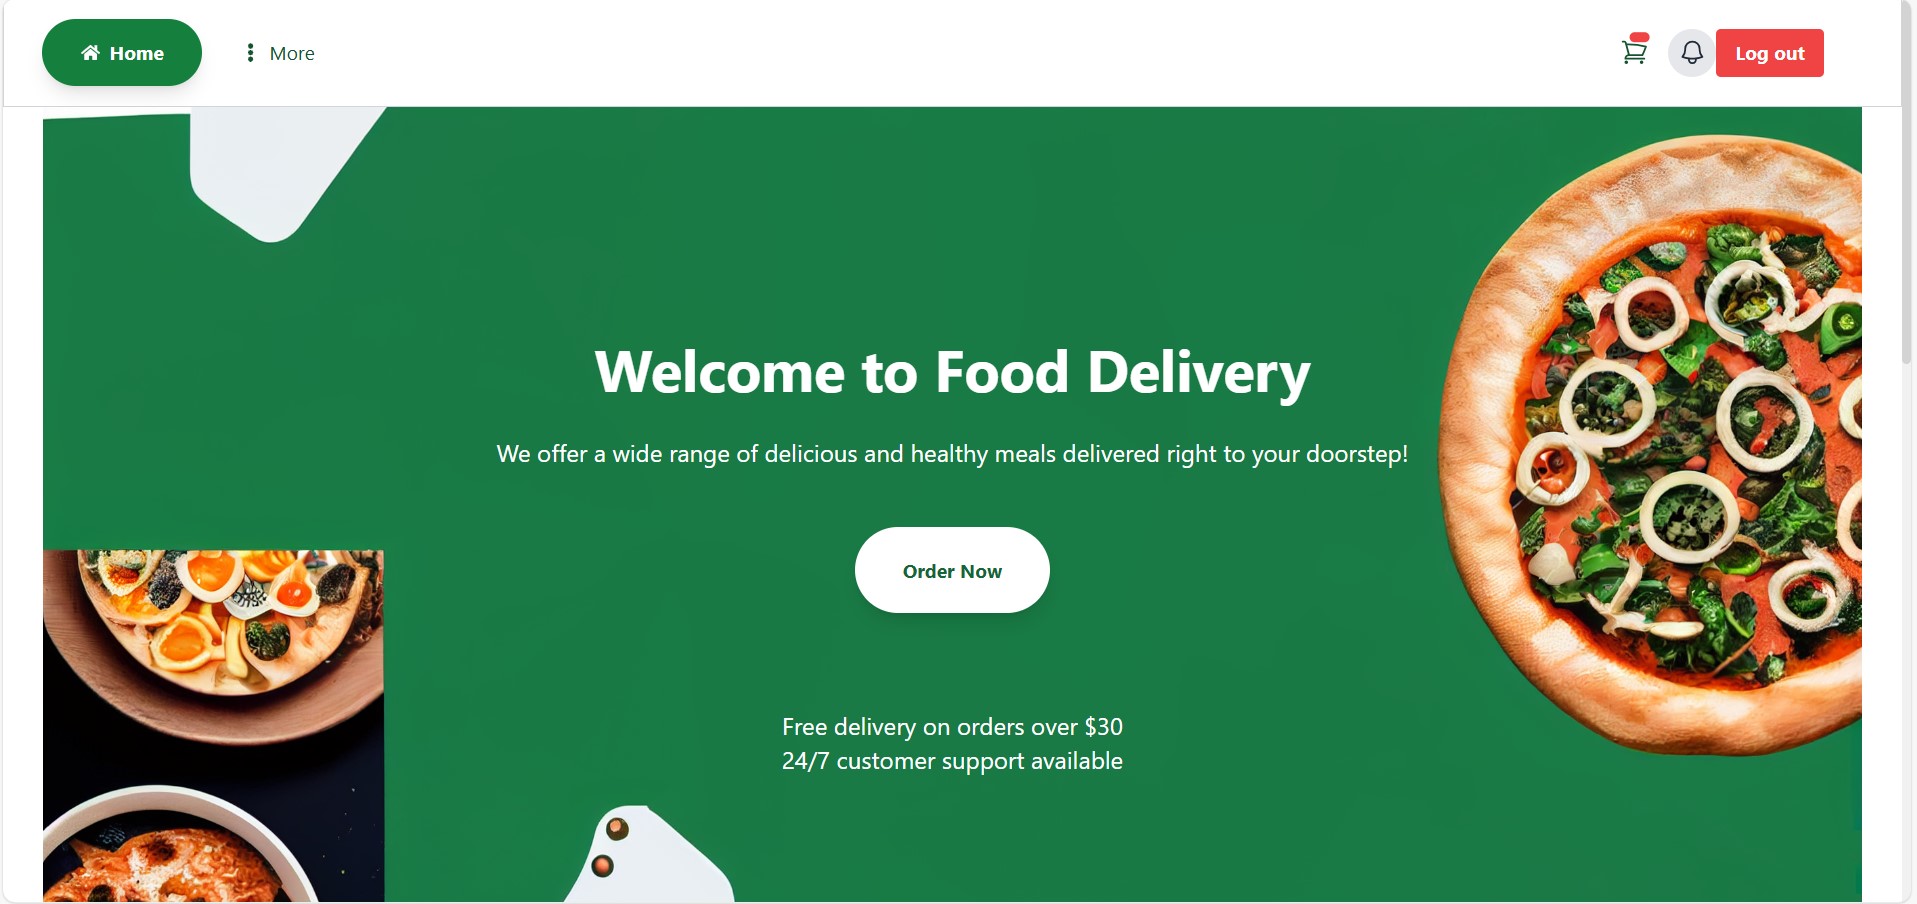 Home
More
Log out
Welcome to Food Delivery
We offer a wide range of delicious and healthy meals delivered right to your doorstep!
Order Now
Free delivery on orders over $30
24/7 customer support available